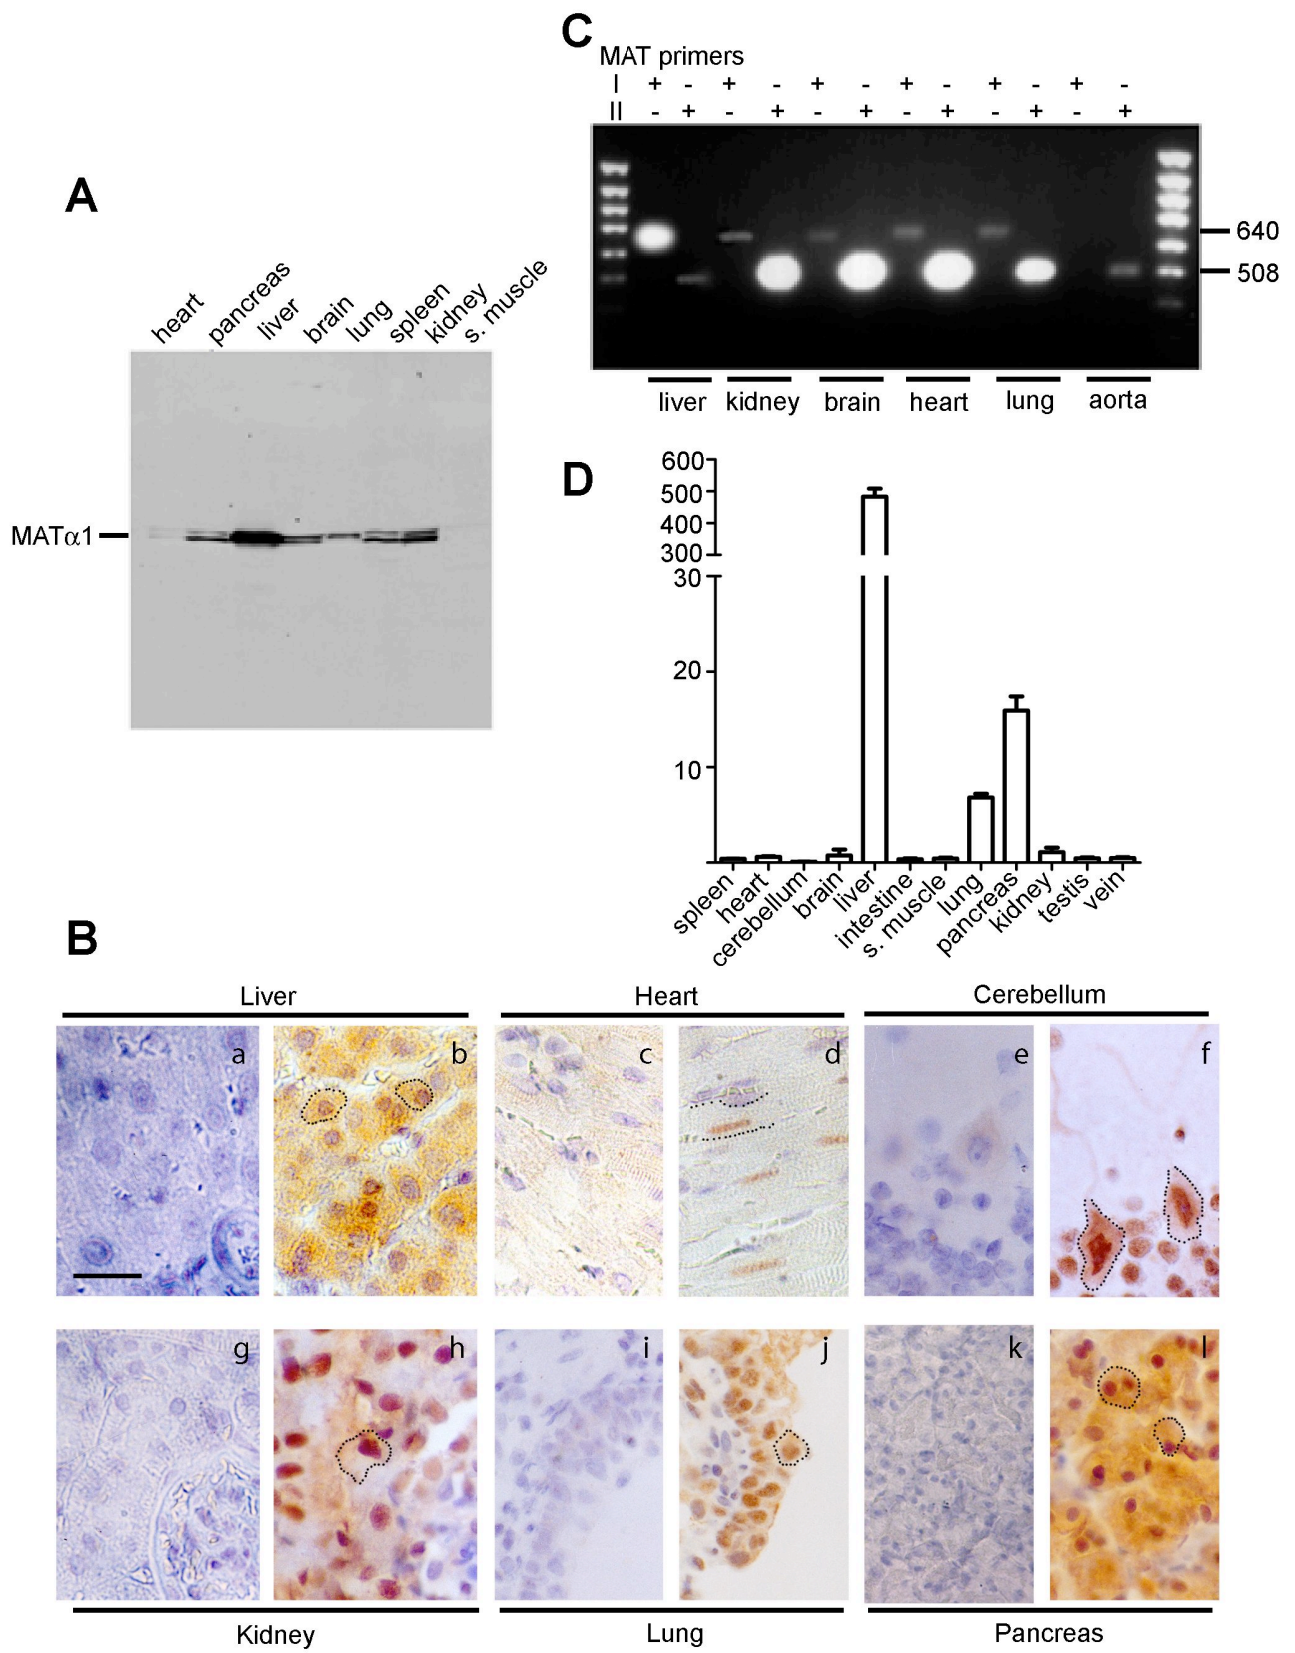 C
MAT primers
I + - + - + - + - + - + -
II - + - + - + - + - + - +
640
508
liver kidney brain heart lung aorta
A
heart pancreas liver brain lung spleen kidney s. muscle
MATα1
D
600
500
400
300
30
20
10
spleen heart cerebellum brain liver intestine s. muscle lung pancreas kidney testis vein
B
Liver Heart Cerebellum
a b c d e f
g h i j k l
Kidney Lung Pancreas